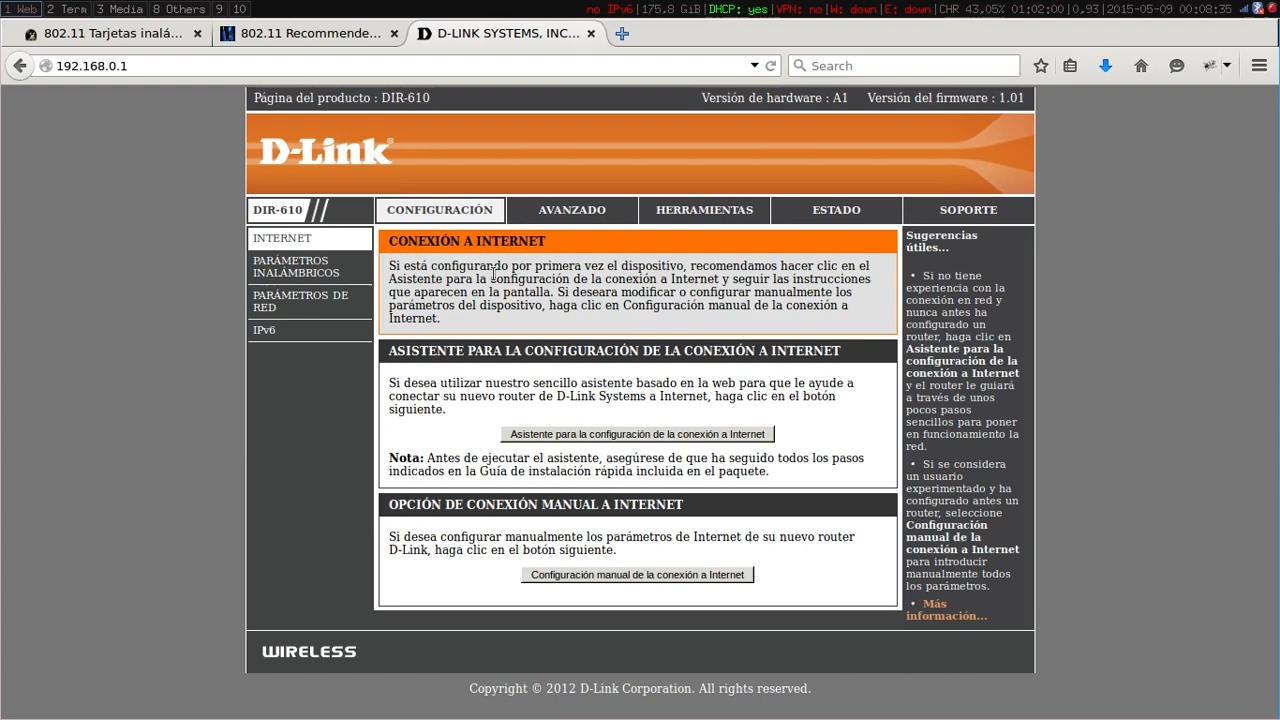 1 Web 2 Term 3 Media 8 Others 9 10 no IPv6|175,8 GiB|DHCP: yes|VPN: no|W: down|E: down|CHR 43,05%|01:02:00|0,93|2015-05-09 00:08:35
802.11 Tarjetas inalá... 802.11 Recommende... D-LINK SYSTEMS, INC...
192.168.0.1 Search
Página del producto : DIR-610 Versión de hardware : A1 Versión del firmware : 1.01
D-Link®
DIR-610 CONFIGURACIÓN AVANZADO HERRAMIENTAS ESTADO SOPORTE
INTERNET
PARÁMETROS
INALÁMBRICOS
PARÁMETROS DE
RED
IPv6
CONEXIÓN A INTERNET
Si está configurando por primera vez el dispositivo, recomendamos hacer clic en el
Asistente para la configuración de la conexión a Internet y seguir las instrucciones
que aparecen en la pantalla. Si deseara modificar o configurar manualmente los
parámetros del dispositivo, haga clic en Configuración manual de la conexión a
Internet.
ASISTENTE PARA LA CONFIGURACIÓN DE LA CONEXIÓN A INTERNET
Si desea utilizar nuestro sencillo asistente basado en la web para que le ayude a
conectar su nuevo router de D-Link Systems a Internet, haga clic en el botón
siguiente.
Asistente para la configuración de la conexión a Internet
Nota: Antes de ejecutar el asistente, asegúrese de que ha seguido todos los pasos
indicados en la Guía de instalación rápida incluida en el paquete.
OPCIÓN DE CONEXIÓN MANUAL A INTERNET
Si desea configurar manualmente los parámetros de Internet de su nuevo router
D-Link, haga clic en el botón siguiente.
Configuración manual de la conexión a Internet
Sugerencias
útiles...
• Si no tiene
experiencia con la
conexión en red y
nunca antes ha
configurado un
router, haga clic en
Asistente para la
configuración de la
conexión a Internet
y el router le guiará
a través de unos
pocos pasos
sencillos para poner
en funcionamiento la
red.
• Si se considera
un usuario
experimentado y ha
configurado antes un
router, seleccione
Configuración
manual de la
conexión a Internet
para introducir
manualmente todos
los parámetros.
• Más
información...
WIRELESS
Copyright © 2012 D-Link Corporation. All rights reserved.